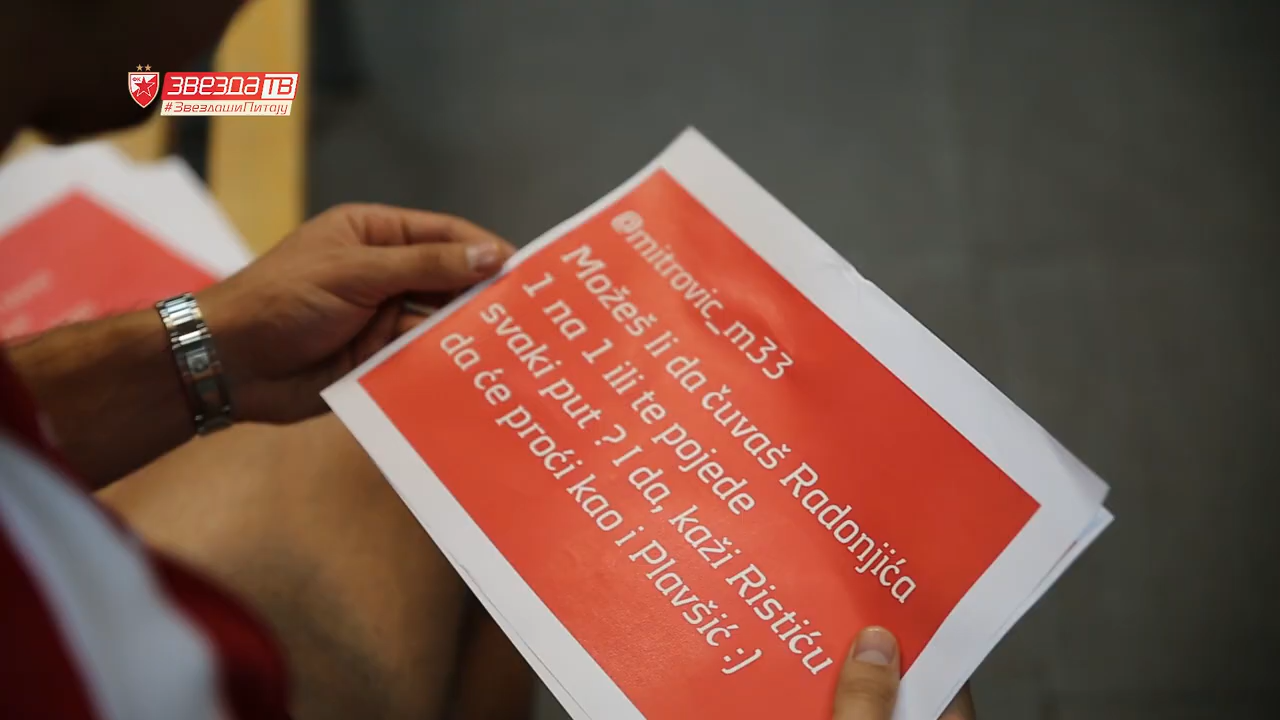 ЗВЕЗДА ТВ
#ЗвездашиПитају
@mitrovic_m33
Možeš li da čuvaš Radonjića
1 na 1 ili te pojede
svaki put ? I da, kaži Ristiću
da će proći kao i Plavšić :)